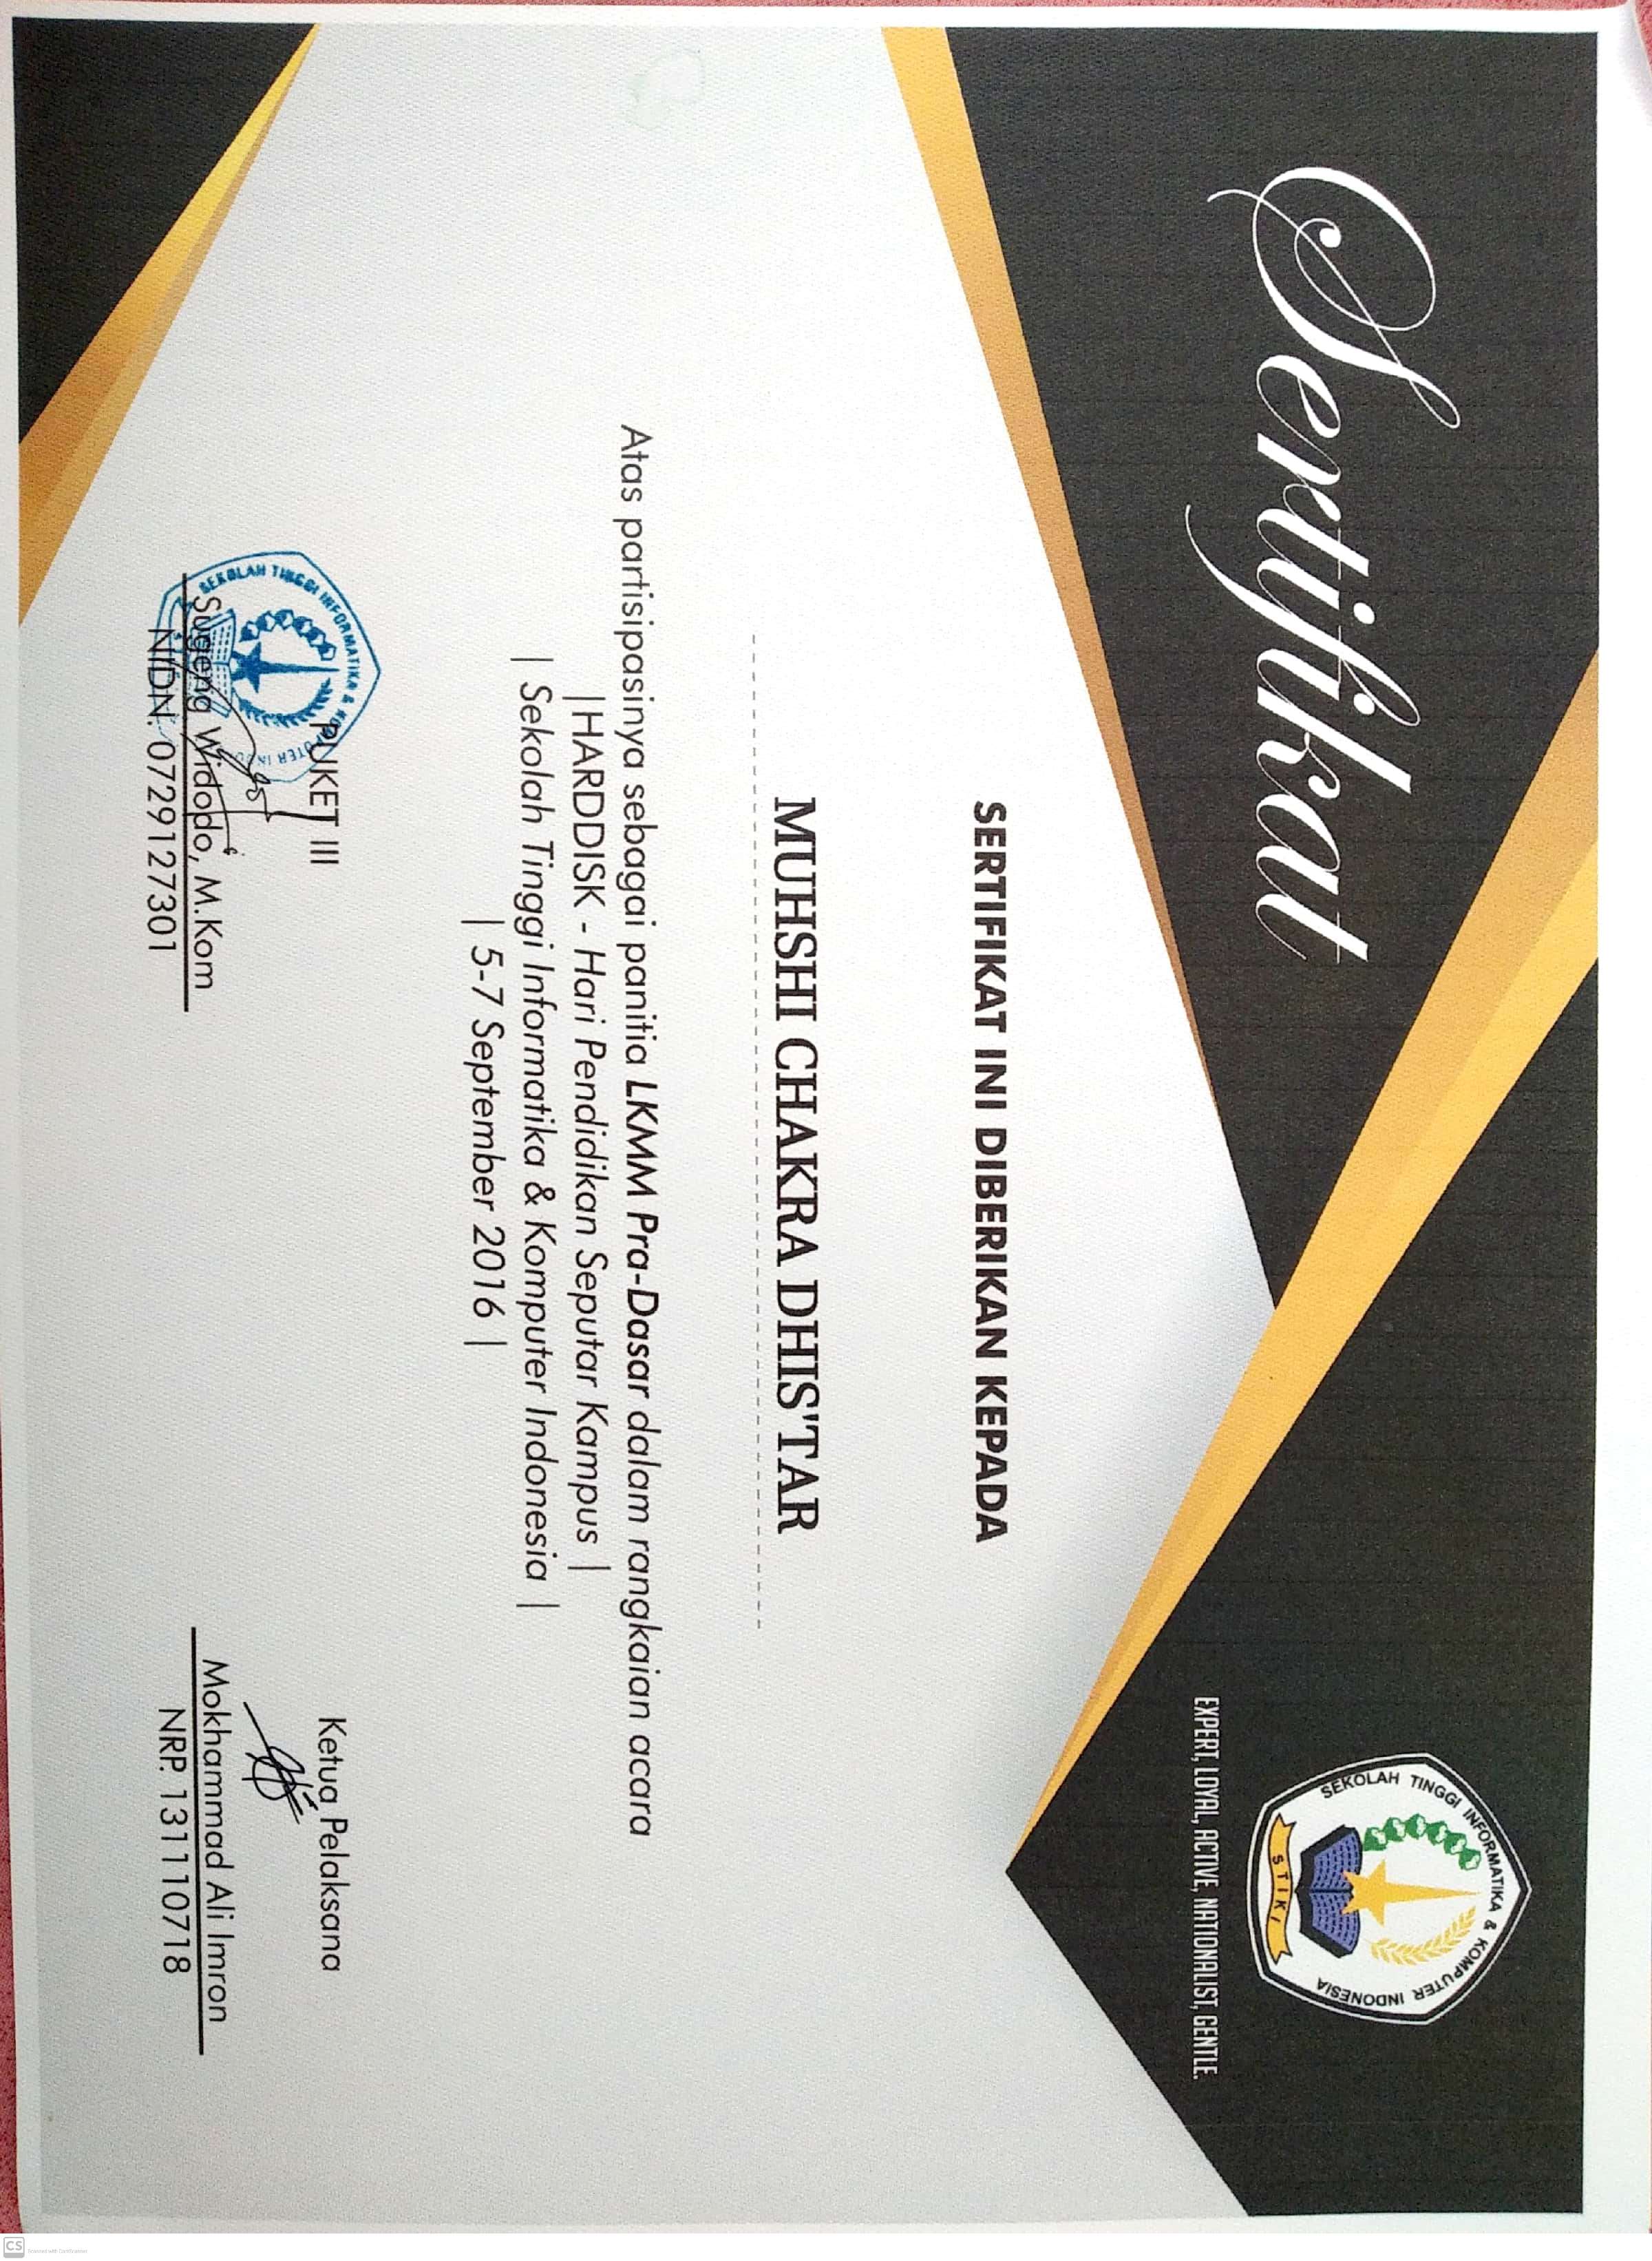 Sertifikat
SEKOLAH TINGGI INFORMATIKA & KOMPUTER INDONESIA
STIKI
EXPERT, LOYAL, ACTIVE, NATIONALIST, GENTLE.
SERTIFIKAT INI DIBERIKAN KEPADA
MUHSHI CHAKRA DHIS'TAR
Atas partisipasinya sebagai panitia LKMM Pra-Dasar dalam rangkaian acara
|HARDDISK - Hari Pendidikan Seputar Kampus |
| Sekolah Tinggi Informatika & Komputer Indonesia |
| 5-7 September 2016 |
PUKET III
SEKOLAH TINGGI INFORMATIKA &
Sugeng Widodo, M.Kom
NIDN. 0729127301
Ketua Pelaksana
Mokhammad Ali Imron
NRP. 131110718
CS